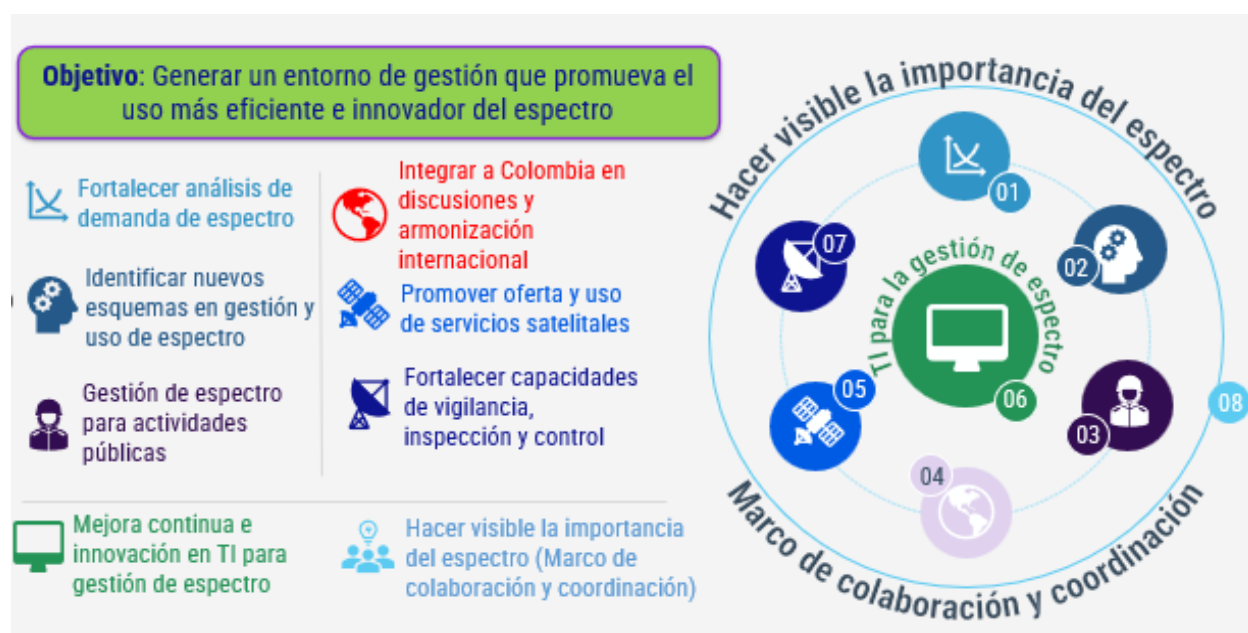 Objetivo: Generar un entorno de gestión que promueva el
uso más eficiente e innovador del espectro
Fortalecer análisis de
demanda de espectro
Identificar nuevos
esquemas en gestión y
uso de espectro
Gestión de espectro
para actividades
públicas
Integrar a Colombia en
discusiones y
armonización
internacional
Promover oferta y uso
de servicios satelitales
Fortalecer capacidades
de vigilancia,
inspección y control
Mejora continua e
innovación en TI para
gestión de espectro
Hacer visible la importancia
del espectro (Marco de
colaboración y coordinación)
Hacer visible la importancia del espectro
01
02
03
04
05
06
07
08
TI para la gestión de espectro
Marco de colaboración y coordinación